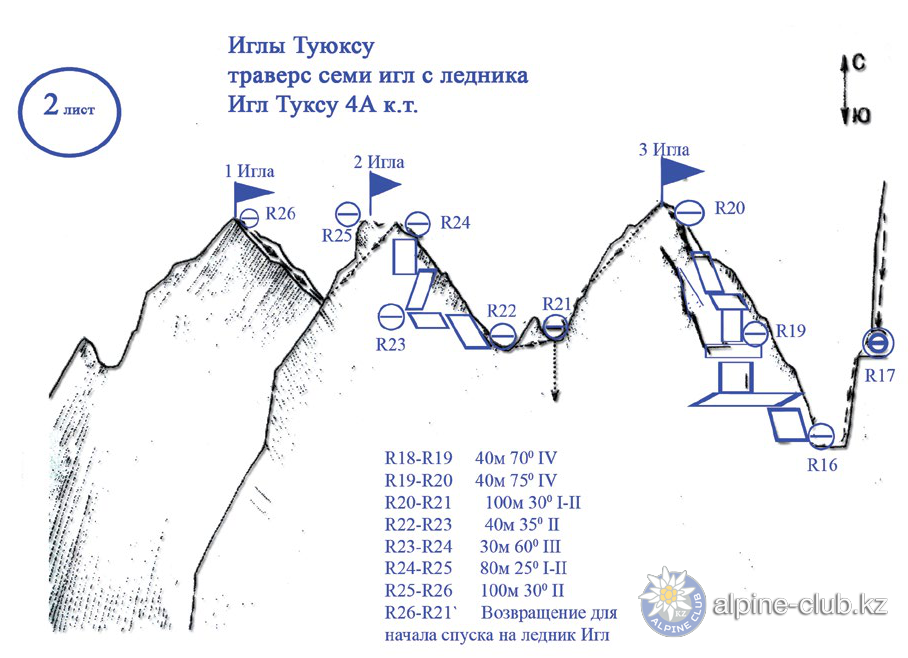 Иглы Туюксу
траверс семи игл с ледника
Игл Туксу 4А к.т.
2 лист
С
Ю
1 Игла
2 Игла
3 Игла
R26
R25
R24
R20
R23
R22
R21
R19
R17
R16
R18-R19 40м 70⁰ IV
R19-R20 40м 75⁰ IV
R20-R21 100м 30⁰ I-II
R22-R23 40м 35⁰ II
R23-R24 30м 60⁰ III
R24-R25 80м 25⁰ I-II
R25-R26 100м 30⁰ II
R26-R21` Возвращение для
начала спуска на ледник Игл
ALPINE CLUB
alpine-club.kz